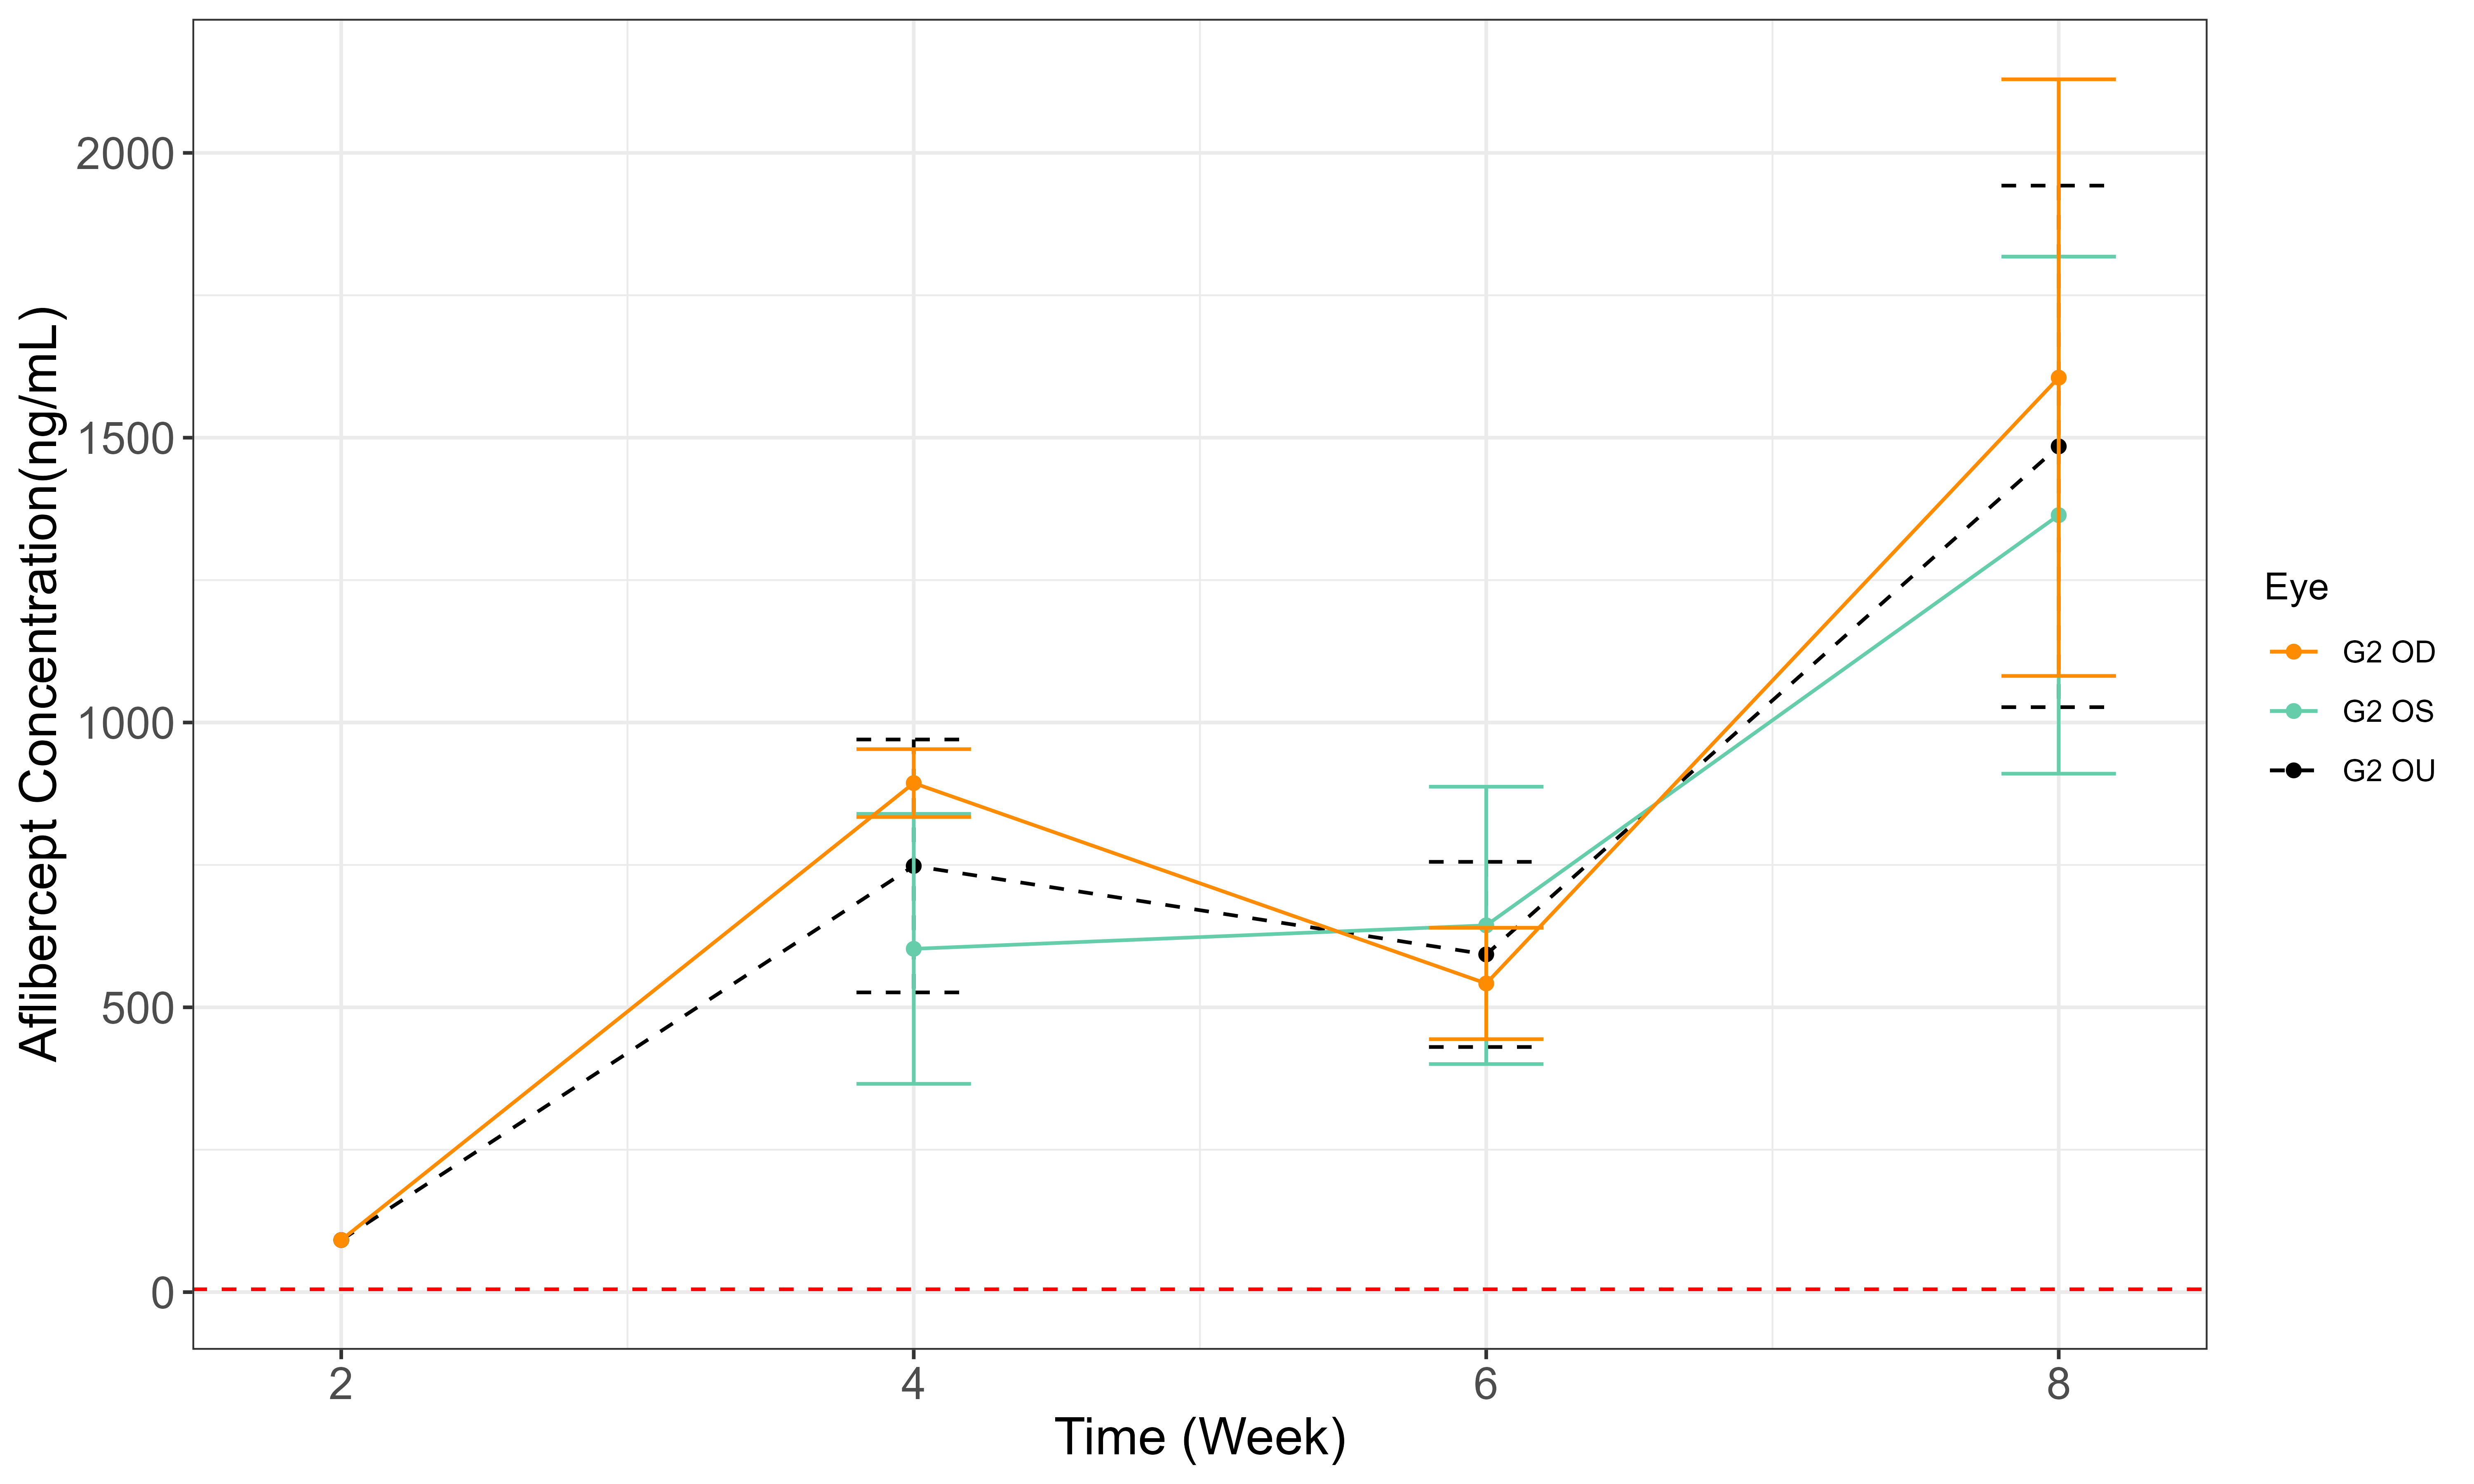 Aflibercept Concentration(ng/mL)
2000
1500
1000
500
0
2 4 6 8
Time (Week)
Eye
G2 OD
G2 OS
G2 OU